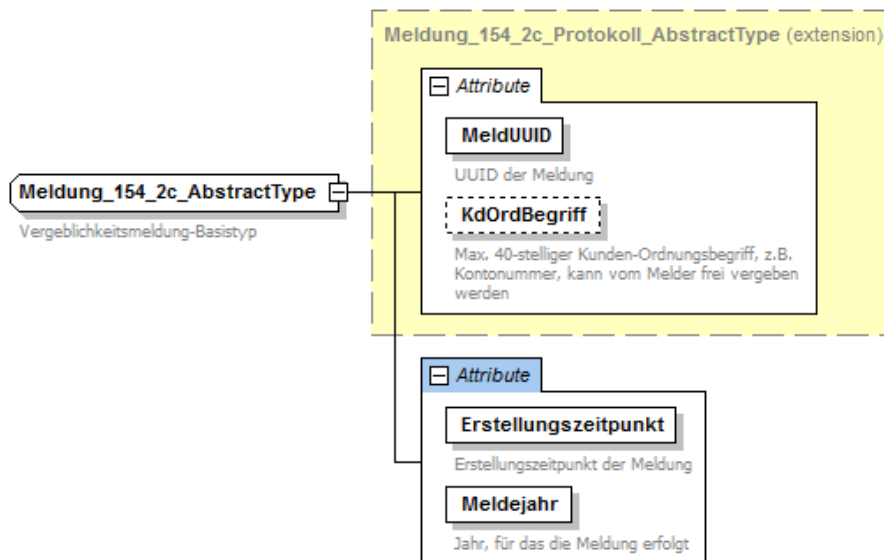 Meldung_154_2c_Protokoll_AbstractType (extension)
Attribute
MeldUUID
UUID der Meldung
KdOrdBegriff
Max. 40-stelliger Kunden-Ordnungsbegriff, z.B.
Kontonummer, kann vom Melder frei vergeben
werden
Meldung_154_2c_AbstractType
Vergeblichkeitsmeldung-Basistyp
Attribute
Erstellungszeitpunkt
Erstellungszeitpunkt der Meldung
Meldejahr
Jahr, für das die Meldung erfolgt